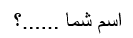 اسم شما ......؟